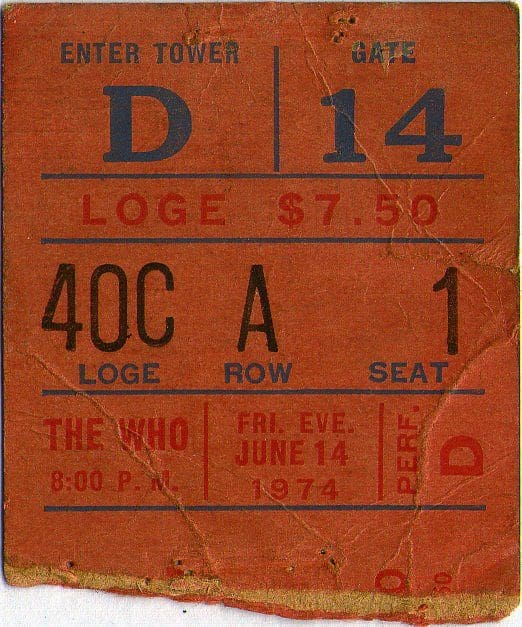 ENTER TOWER GATE
D 14
LOGE $7.50
40C A 1
LOGE ROW SEAT
THE WHO
8:00 P. M.
FRI. EVE.
JUNE 14
1974
PERF.
D
50